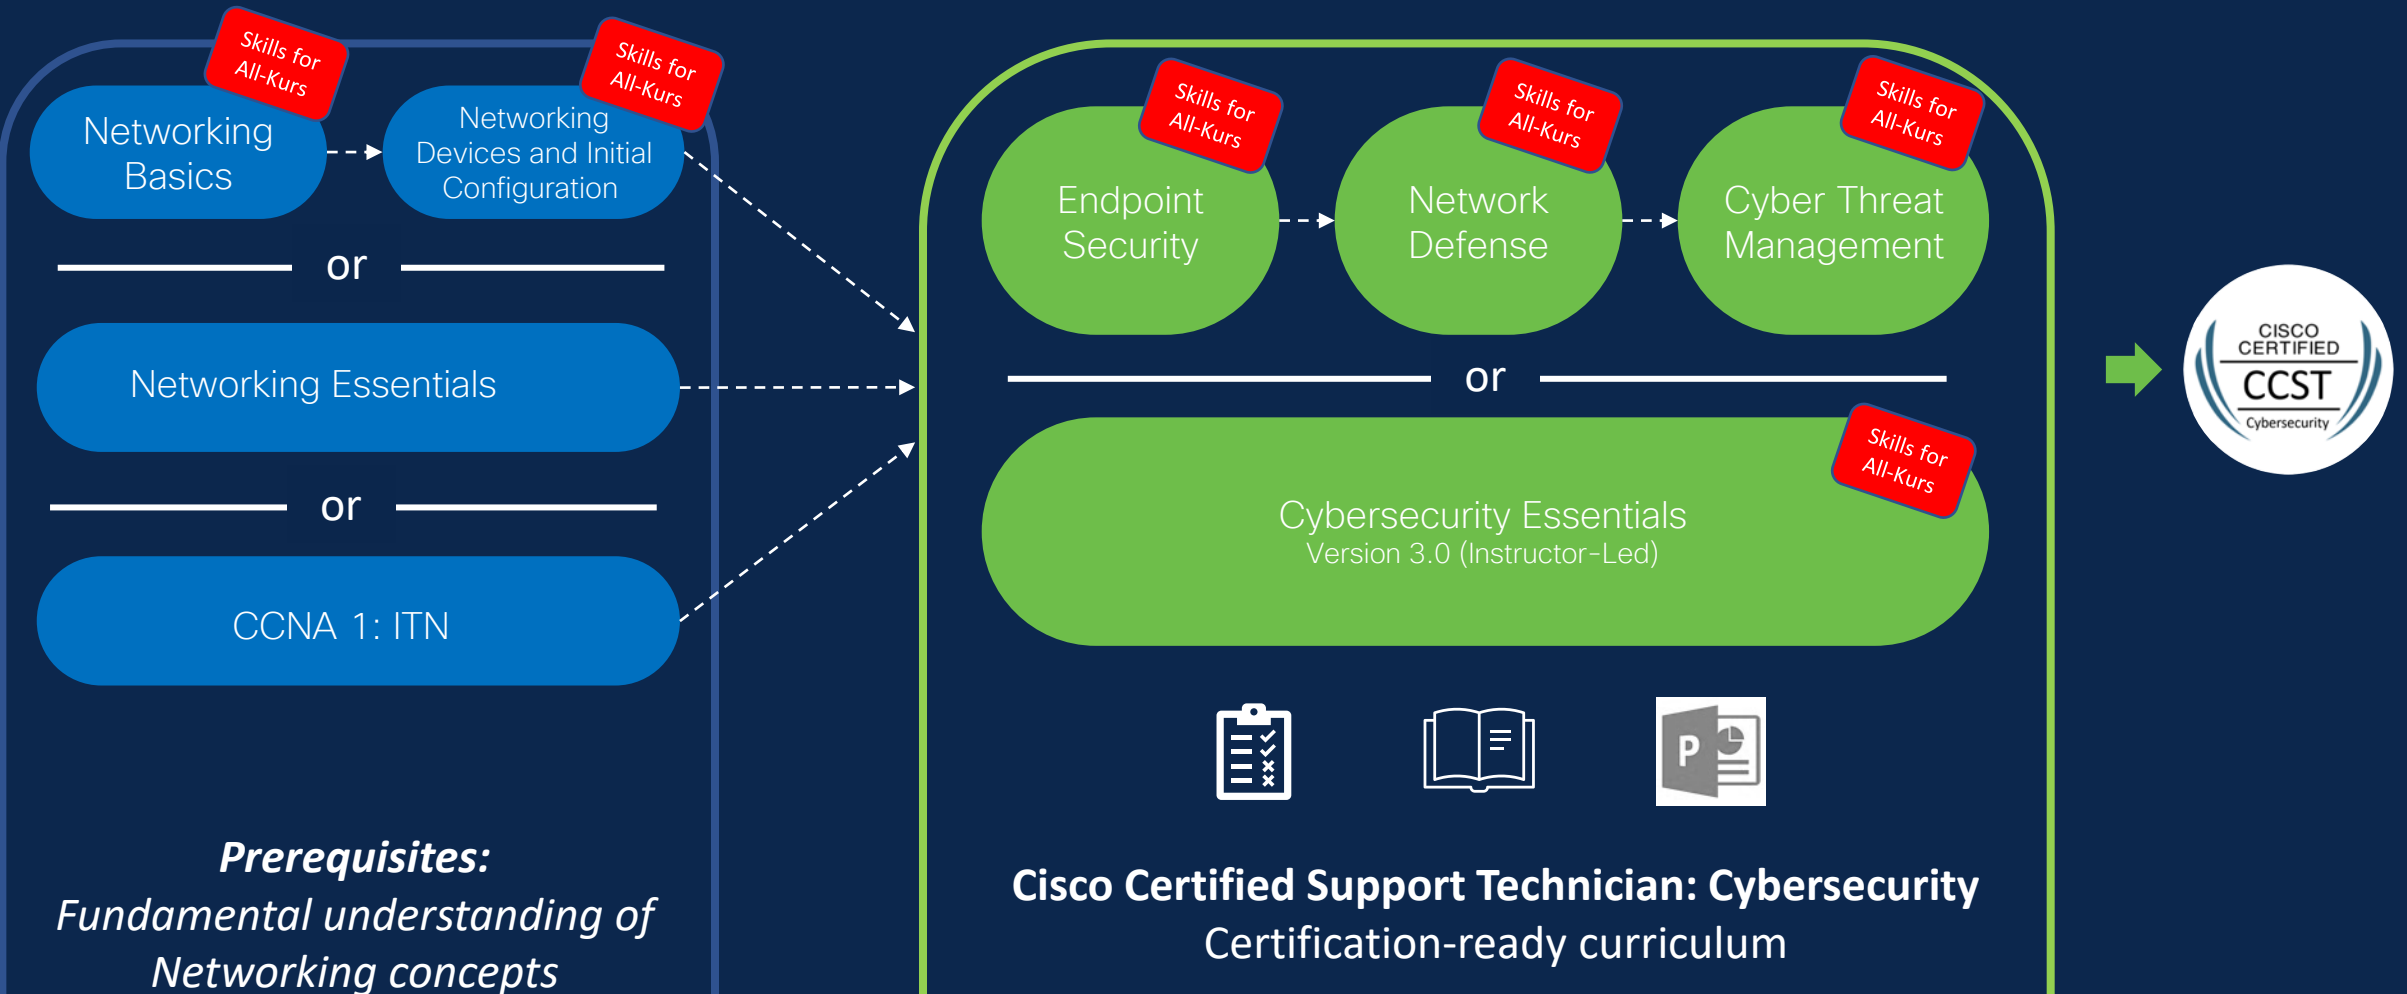 Skills for
All-Kurs
Networking
Basics
Skills for
All-Kurs
Networking
Devices and Initial
Configuration
or
Networking Essentials
or
CCNA 1: ITN
Prerequisites:
Fundamental understanding of
Networking concepts
Skills for
All-Kurs
Endpoint
Security
Skills for
All-Kurs
Network
Defense
Skills for
All-Kurs
Cyber Threat
Management
or
Skills for
All-Kurs
Cybersecurity Essentials
Version 3.0 (Instructor-Led)
P
Cisco Certified Support Technician: Cybersecurity
Certification-ready curriculum
CISCO
CERTIFIED
CCST
Cybersecurity